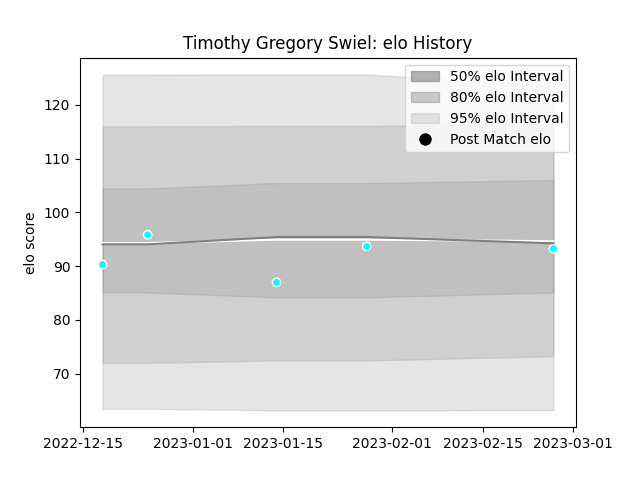 Timothy Gregory Swiel: elo History
50% elo Interval
80% elo Interval
95% elo Interval
Post Match elo
elo score
120
110
100
90
80
70
2022-12-15 2023-01-01 2023-01-15 2023-02-01 2023-02-15 2023-03-01